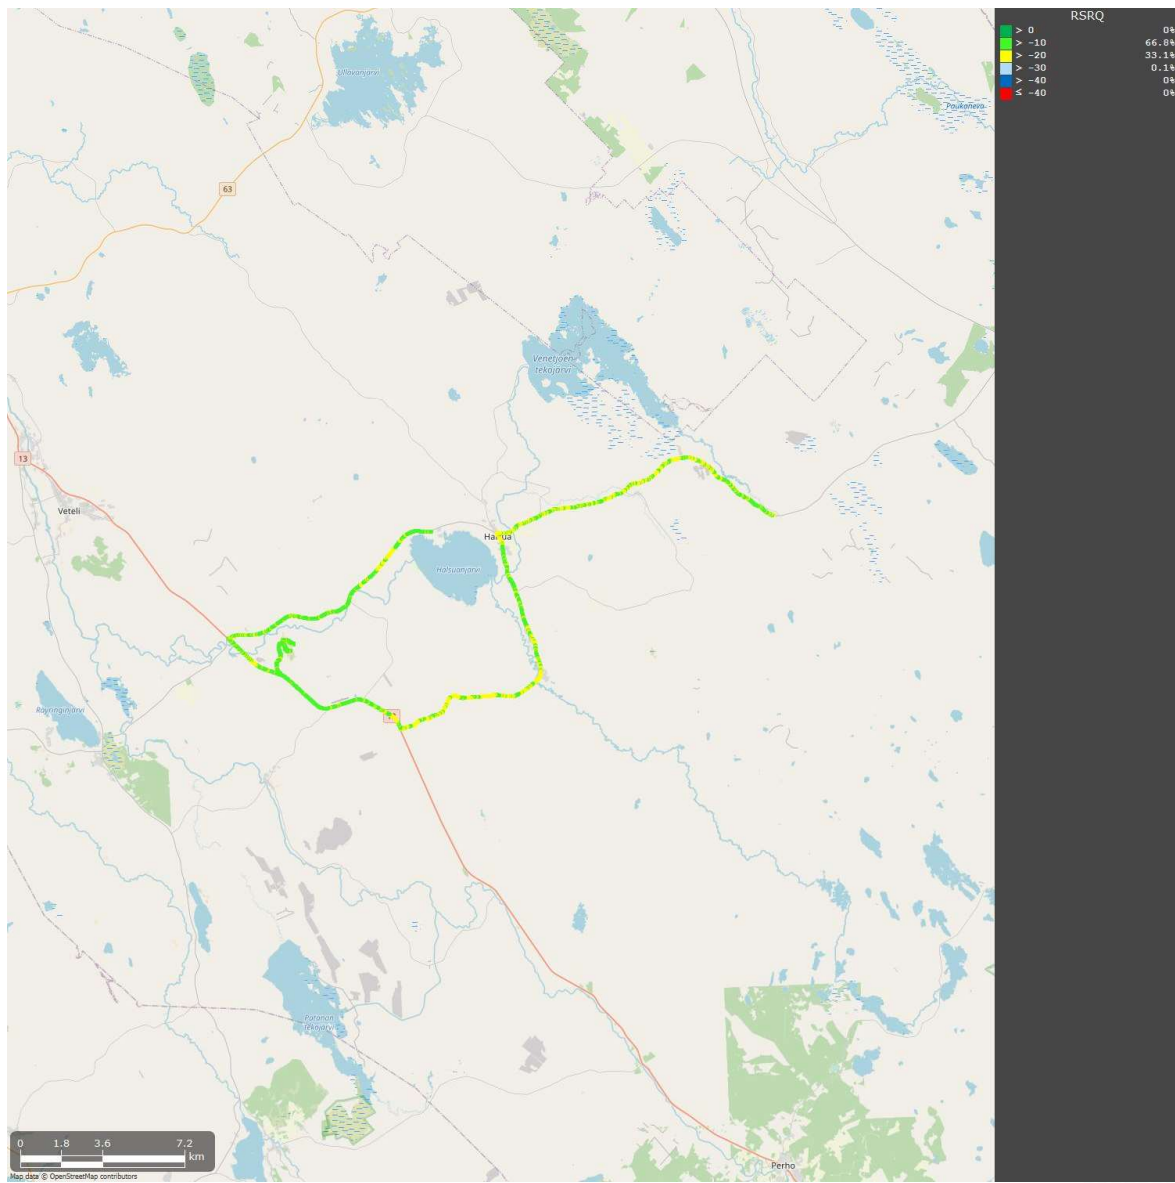 RSRQ
> 0 0%
> -10 66.8%
> -20 33.1%
> -30 0.1%
> -40 0%
≤ -40 0%
Ullavanjärvi
Paukaneva
63
Venetjoen
tekojärvi
13
Veteli
Halsuanjärvi
Räyringinjärvi
Patanan
tekojärvi
0 1.8 3.6 7.2
km
Perho
Map data © OpenStreetMap contributors